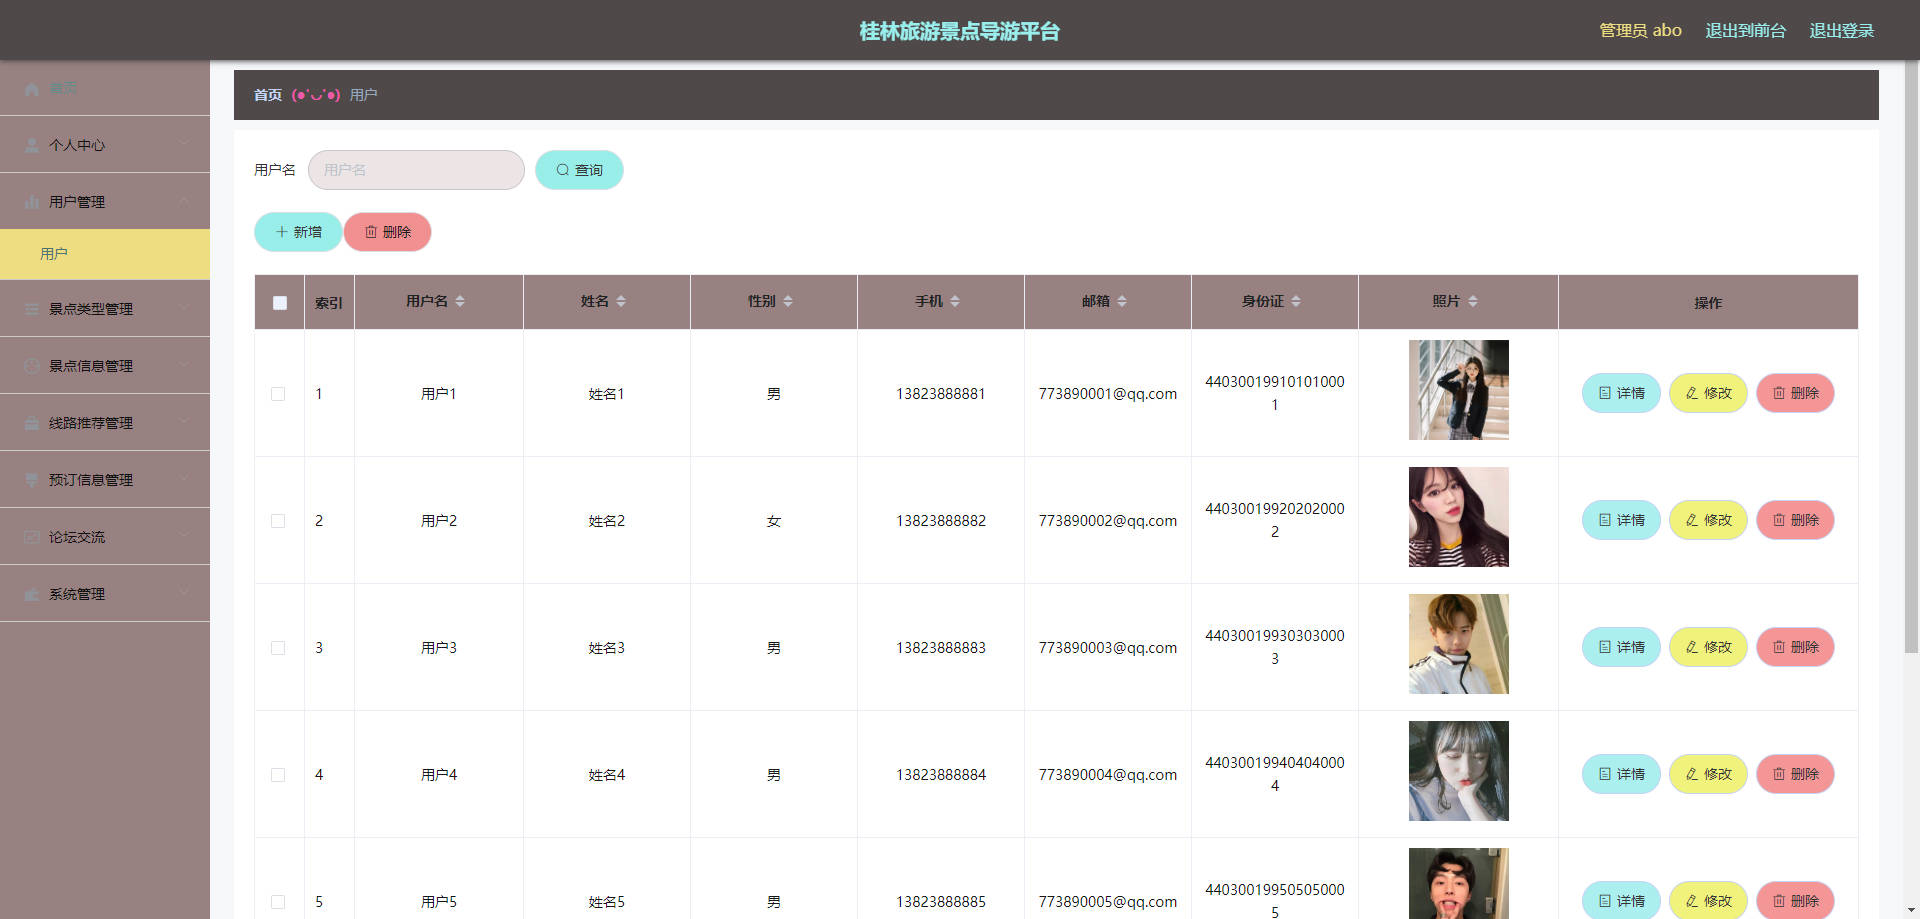 桂林旅游景点导游平台
管理员 abo 退出到前台 退出登录
首页
个人中心
用户管理
用户
景点类型管理
景点信息管理
线路推荐管理
预订信息管理
论坛交流
系统管理
首页 (●'◡'●) 用户
用户名 用户名 查询
新增 删除
索引 用户名 姓名 性别 手机 邮箱 身份证 照片 操作
1 用户1 姓名1 男 13823888881 773890001@qq.com 44030019910101000
1 详情 修改 删除
2 用户2 姓名2 女 13823888882 773890002@qq.com 44030019920202000
2 详情 修改 删除
3 用户3 姓名3 男 13823888883 773890003@qq.com 44030019930303000
3 详情 修改 删除
4 用户4 姓名4 男 13823888884 773890004@qq.com 44030019940404000
4 详情 修改 删除
5 用户5 姓名5 男 13823888885 773890005@qq.com 44030019950505000
5 详情 修改 删除